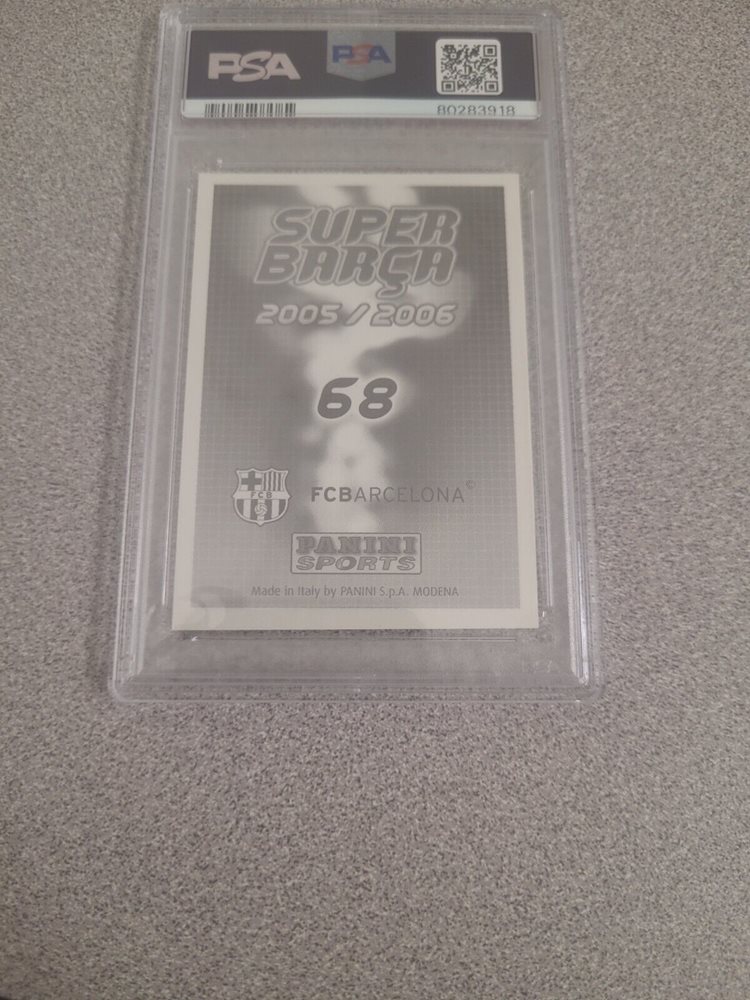 PSA
PSA
80283918
SUPER
BARÇA
2005/2006
68
FCB
FCBARCELONA©
PANINI
SPORTS
Made in Italy by PANINI S.p.A. MODENA